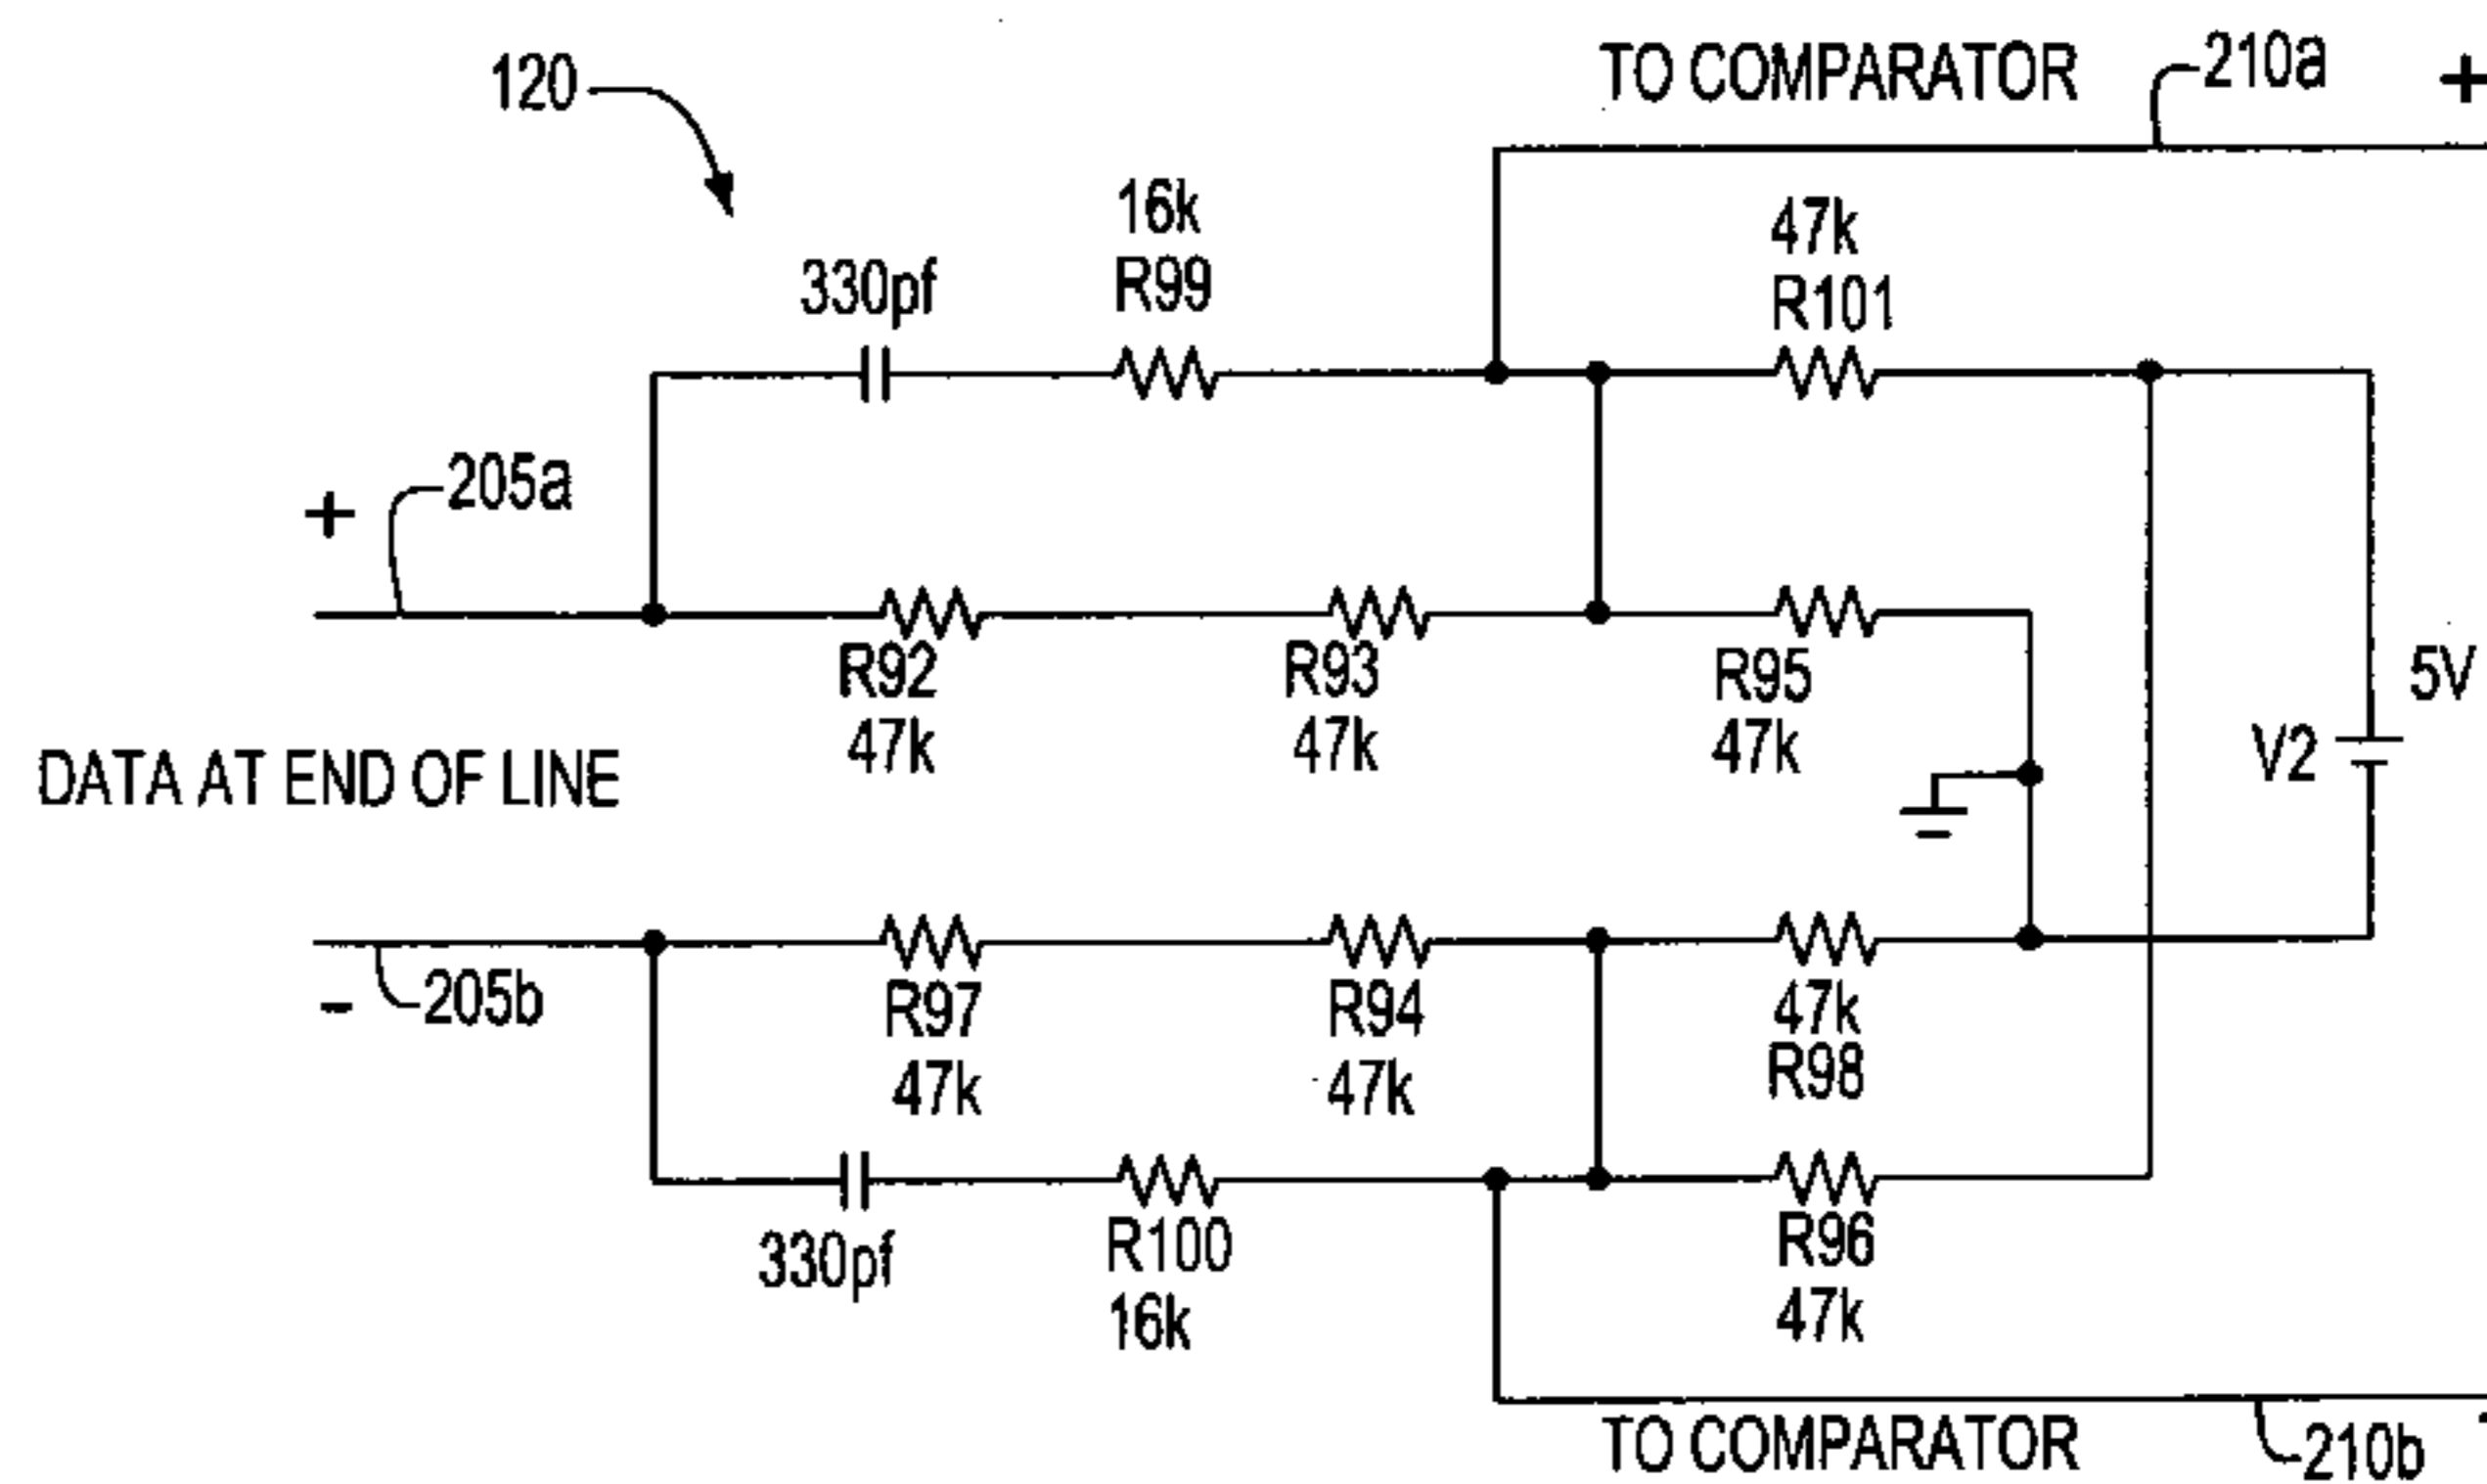 120
TO COMPARATOR
210a
+
16k
R99
330pf
47k
R101
+
205a
R92
47k
R93
47k
R95
47k
5V
V2
DATA AT END OF LINE
-
205b
R97
47k
R94
47k
47k
R98
330pf
R100
16k
R96
47k
TO COMPARATOR
210b